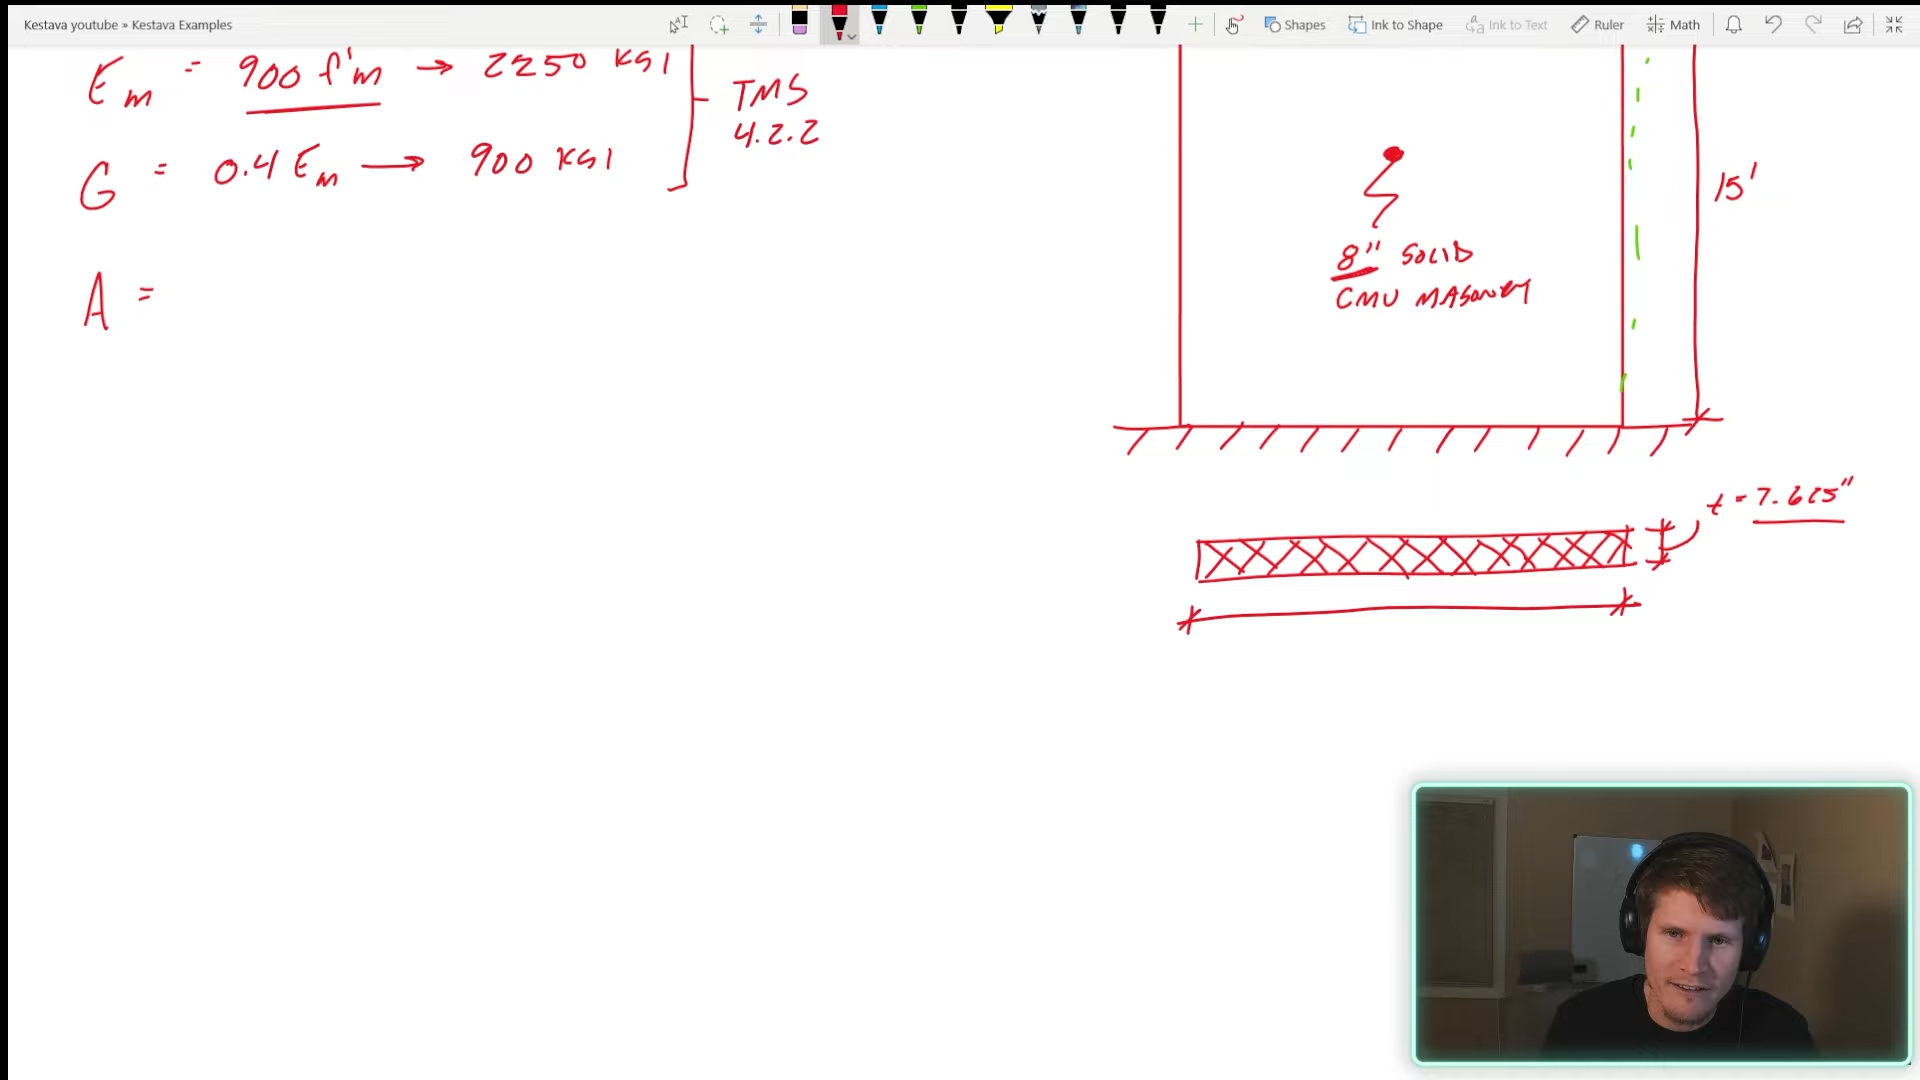 Kestava youtube » Kestava Examples
Shapes
Ink to Shape
Ink to Text
Ruler
Math
Em = 900 f'm → 2250 KSI
TMS
4.2.2
G = 0.4 Em → 900 KSI
A =
15'
8" SOLID
CMU MASONRY
t = 7.625"